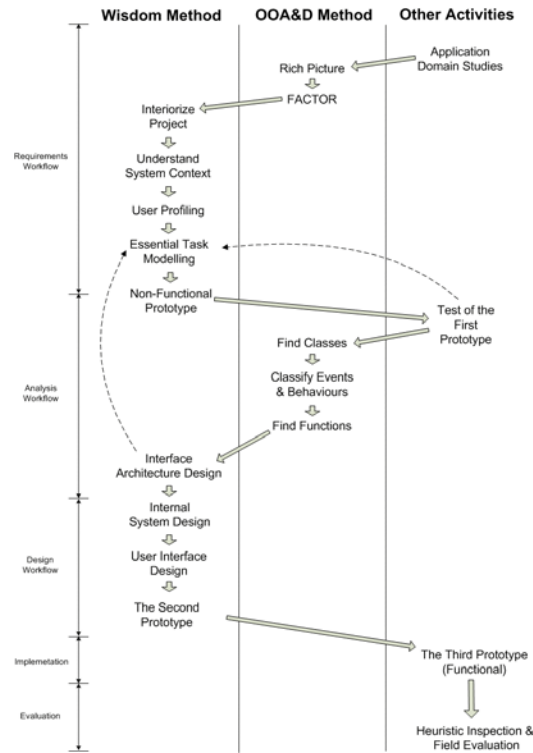 Wisdom Method
OOA&D Method
Other Activities
Application
Domain Studies
Rich Picture
FACTOR
Interiorize
Project
Requirements
Workflow
Understand
System Context
User Profiling
Essential Task
Modelling
Non-Functional
Prototype
Test of the
First
Prototype
Find Classes
Classify Events
& Behaviours
Analysis
Workflow
Find Functions
Interface
Architecture Design
Internal
System Design
Design
Workflow
User Interface
Design
The Second
Prototype
The Third Prototype
(Functional)
Implemetation
Evaluation
Heuristic Inspection &
Field Evaluation